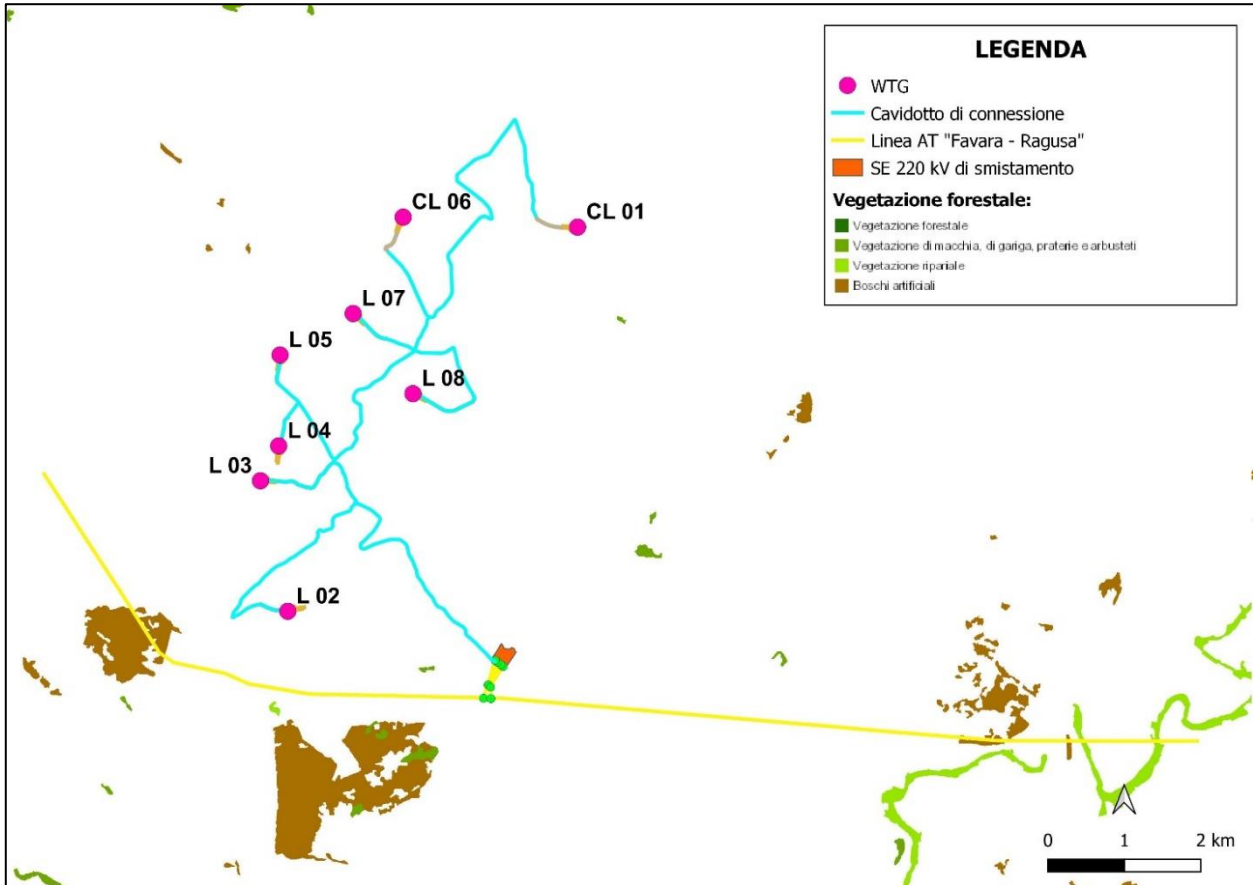 LEGENDA
WTG
Cavidotto di connessione
Linea AT "Favara - Ragusa"
SE 220 kV di smistamento
Vegetazione forestale:
Vegetazione forestale
Vegetazione di macchia, di gariga, praterie e arbusteti
Vegetazione ripariale
Boschi artificiali
CL 06
CL 01
L 07
L 05
L 08
L 04
L 03
L 02
0 1 2 km